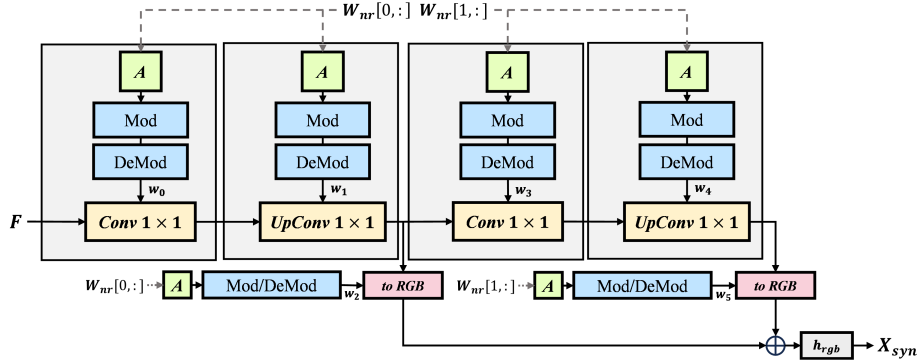 W_nr[0,:] W_nr[1,:]
A A A A
Mod Mod Mod Mod
DeMod DeMod DeMod DeMod
w_0 w_1 w_3 w_4
F Conv 1 × 1 UpConv 1 × 1 Conv 1 × 1 UpConv 1 × 1
W_nr[0,:] A Mod/DeMod w_2 to RGB W_nr[1,:] A Mod/DeMod w_5 to RGB
h_rgb X_syn